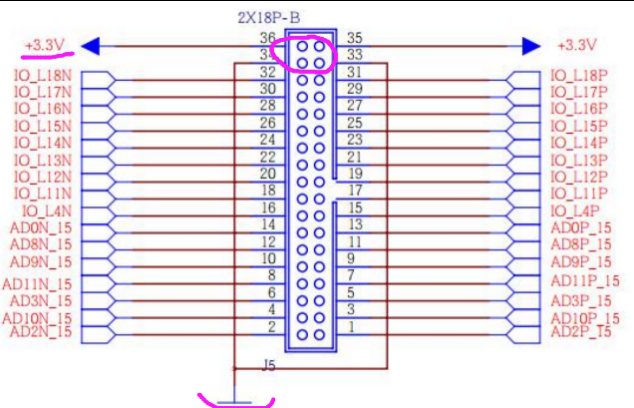 2X18P-B
+3.3V 36 35 +3.3V
34 33
IO_L18N 32 31 IO_L18P
IO_L17N 30 29 IO_L17P
IO_L16N 28 27 IO_L16P
IO_L15N 26 25 IO_L15P
IO_L14N 24 23 IO_L14P
IO_L13N 22 21 IO_L13P
IO_L12N 20 19 IO_L12P
IO_L11N 18 17 IO_L11P
IO_L4N 16 15 IO_L4P
AD0N_15 14 13 AD0P_15
AD8N_15 12 11 AD8P_15
AD9N_15 10 9 AD9P_15
AD11N_15 8 7 AD11P_15
AD3N_15 6 5 AD3P_15
AD10N_15 4 3 AD10P_15
AD2N_15 2 1 AD2P_15
J5